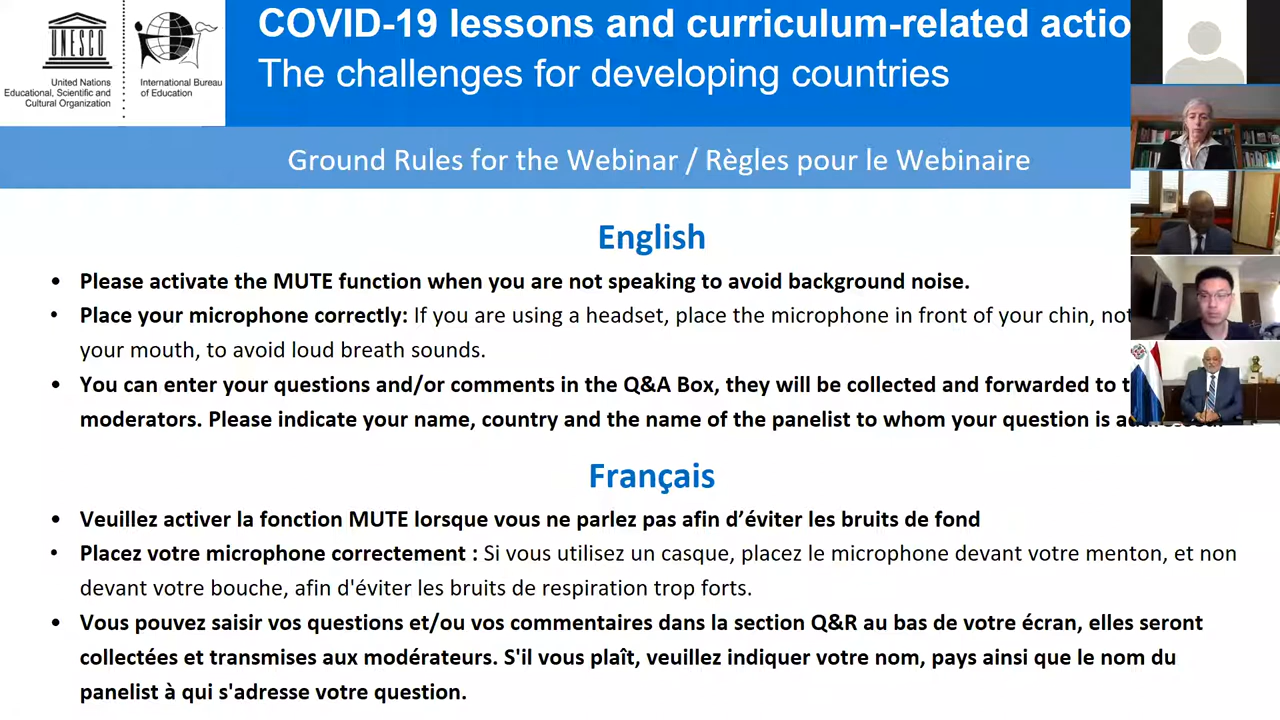 UNESCO
United Nations
Educational, Scientific and
Cultural Organization
International Bureau
of Education
COVID-19 lessons and curriculum-related actio
The challenges for developing countries
Ground Rules for the Webinar / Règles pour le Webinaire
English
• Please activate the MUTE function when you are not speaking to avoid background noise.
• Place your microphone correctly: If you are using a headset, place the microphone in front of your chin, not
your mouth, to avoid loud breath sounds.
• You can enter your questions and/or comments in the Q&A Box, they will be collected and forwarded to t
moderators. Please indicate your name, country and the name of the panelist to whom your question is
Français
• Veuillez activer la fonction MUTE lorsque vous ne parlez pas afin d’éviter les bruits de fond
• Placez votre microphone correctement : Si vous utilisez un casque, placez le microphone devant votre menton, et non
devant votre bouche, afin d'éviter les bruits de respiration trop forts.
• Vous pouvez saisir vos questions et/ou vos commentaires dans la section Q&R au bas de votre écran, elles seront
collectées et transmises aux modérateurs. S'il vous plaît, veuillez indiquer votre nom, pays ainsi que le nom du
panelist à qui s'adresse votre question.